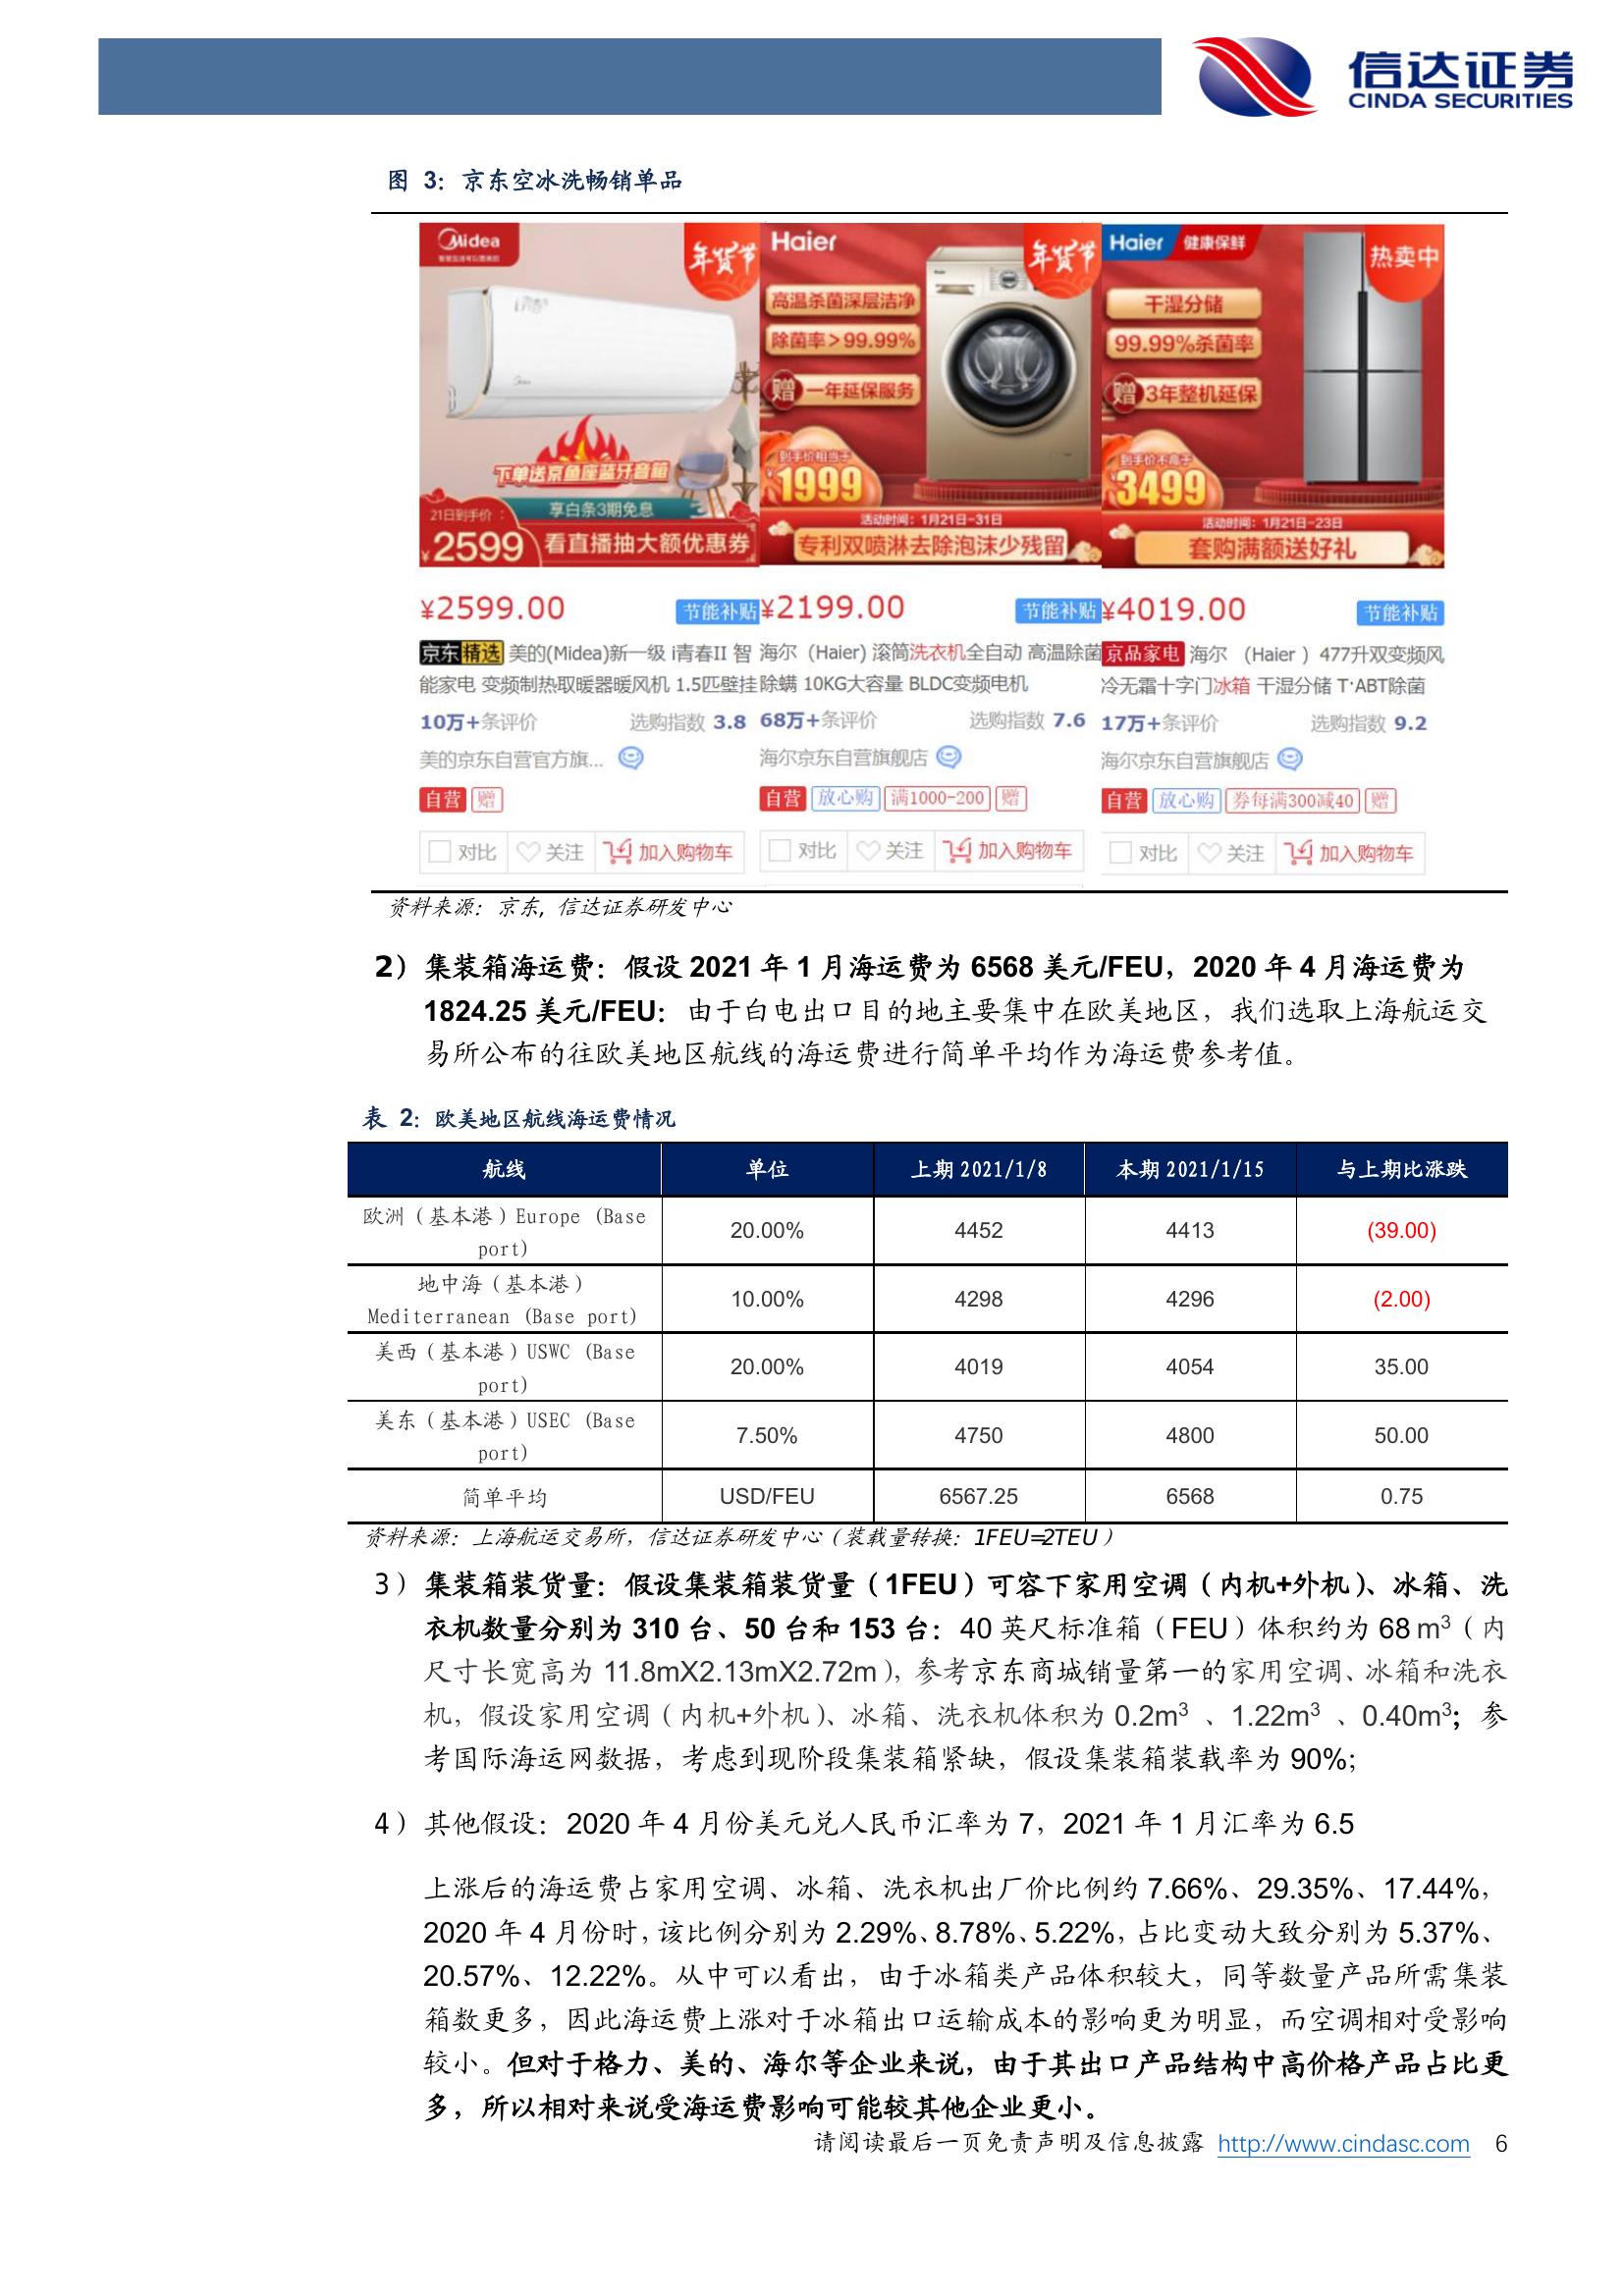 信达证券
CINDA SECURITIES
图 3：京东空冰洗畅销单品
Midea
年货节
下单送京鱼座蓝牙音箱
享白条3期免息
21日到手价：
¥2599 看直播抽大额优惠券
Haier
年货节
高温杀菌深层洁净
除菌率>99.99%
赠 一年延保服务
到手价相当于
¥1999
活动时间：1月21日-31日
专利双喷淋去除泡沫少残留
Haier 健康保鲜
热卖中
干湿分储
99.99%杀菌率
赠 3年整机延保
到手价不高于
¥3499
活动时间：1月21日-23日
套购满额送好礼
¥2599.00 节能补贴 ¥2199.00 节能补贴 ¥4019.00 节能补贴
京东精选 美的(Midea)新一级 i青春II 智 海尔（Haier) 滚筒洗衣机全自动 高温除菌 京品家电 海尔 （Haier ）477升双变频风
能家电 变频制热取暖器暖风机 1.5匹壁挂 除螨 10KG大容量 BLDC变频电机 冷无霜十字门冰箱 干湿分储 T·ABT除菌
10万+条评价 选购指数 3.8 68万+条评价 选购指数 7.6 17万+条评价 选购指数 9.2
美的京东自营官方旗... 海尔京东自营旗舰店 海尔京东自营旗舰店
自营 赠 自营 放心购 满1000-200 赠 自营 放心购 券每满300减40 赠
对比 关注 加入购物车 对比 关注 加入购物车 对比 关注 加入购物车
资料来源：京东, 信达证券研发中心
2）集装箱海运费：假设 2021 年 1 月海运费为 6568 美元/FEU，2020 年 4 月海运费为
1824.25 美元/FEU：由于白电出口目的地主要集中在欧美地区，我们选取上海航运交
易所公布的往欧美地区航线的海运费进行简单平均作为海运费参考值。
表 2：欧美地区航线海运费情况
航线 单位 上期 2021/1/8 本期 2021/1/15 与上期比涨跌
欧洲（基本港）Europe (Base
port) 20.00% 4452 4413 (39.00)
地中海（基本港）
Mediterranean (Base port) 10.00% 4298 4296 (2.00)
美西（基本港）USWC (Base
port) 20.00% 4019 4054 35.00
美东（基本港）USEC (Base
port) 7.50% 4750 4800 50.00
简单平均 USD/FEU 6567.25 6568 0.75
资料来源：上海航运交易所，信达证券研发中心（装载量转换：1FEU=2TEU）
3）集装箱装货量：假设集装箱装货量（1FEU）可容下家用空调（内机+外机）、冰箱、洗
衣机数量分别为 310 台、50 台和 153 台：40 英尺标准箱（FEU）体积约为 68 m³（内
尺寸长宽高为 11.8mX2.13mX2.72m），参考京东商城销量第一的家用空调、冰箱和洗衣
机，假设家用空调（内机+外机）、冰箱、洗衣机体积为 0.2m³ 、1.22m³ 、0.40m³；参
考国际海运网数据，考虑到现阶段集装箱紧缺，假设集装箱装载率为 90%；
4）其他假设：2020 年 4 月份美元兑人民币汇率为 7，2021 年 1 月汇率为 6.5
上涨后的海运费占家用空调、冰箱、洗衣机出厂价比例约 7.66%、29.35%、17.44%，
2020 年 4 月份时，该比例分别为 2.29%、8.78%、5.22%，占比变动大致分别为 5.37%、
20.57%、12.22%。从中可以看出，由于冰箱类产品体积较大，同等数量产品所需集装
箱数更多，因此海运费上涨对于冰箱出口运输成本的影响更为明显，而空调相对受影响
较小。但对于格力、美的、海尔等企业来说，由于其出口产品结构中高价格产品占比更
多，所以相对来说受海运费影响可能较其他企业更小。
请阅读最后一页免责声明及信息披露 http://www.cindasc.com 6